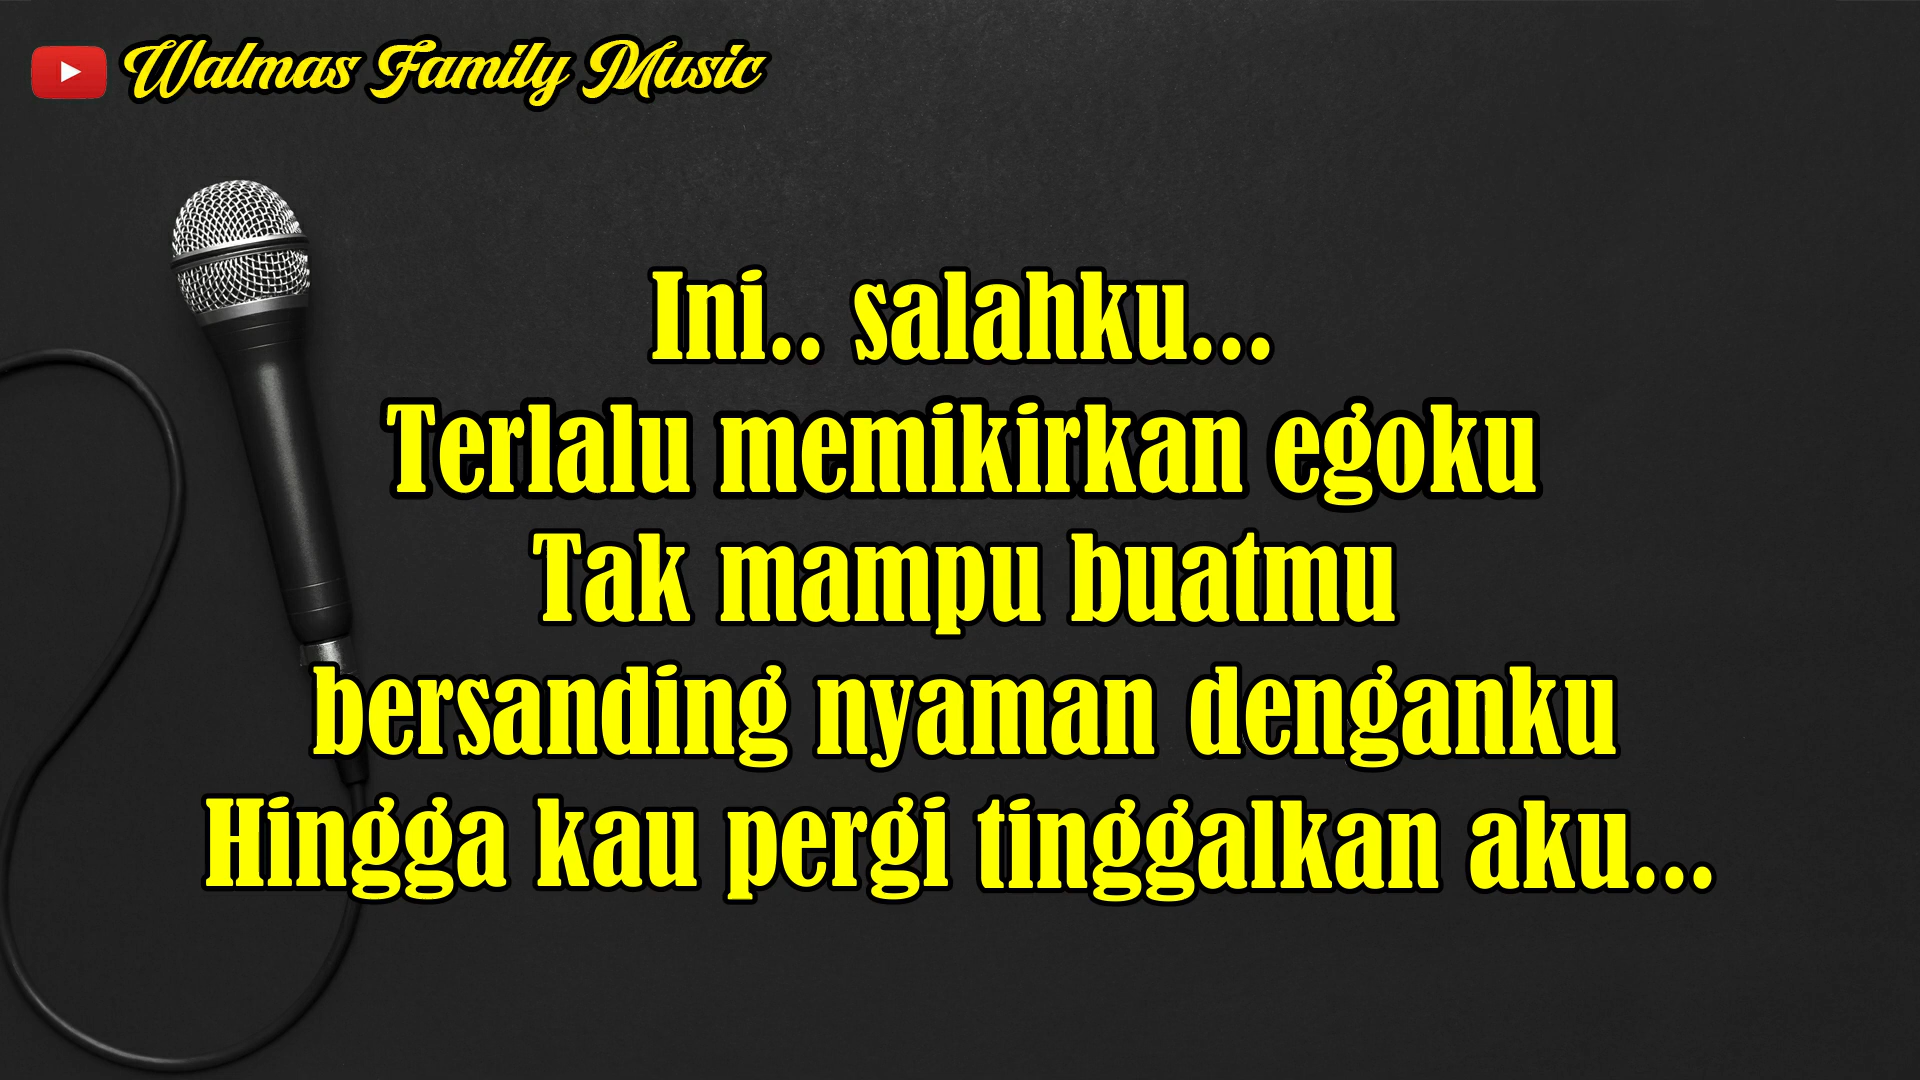 Walmas Family Music
Ini.. salahku...
Terlalu memikirkan egoku
Tak mampu buatmu
bersanding nyaman denganku
Hingga kau pergi tinggalkan aku...